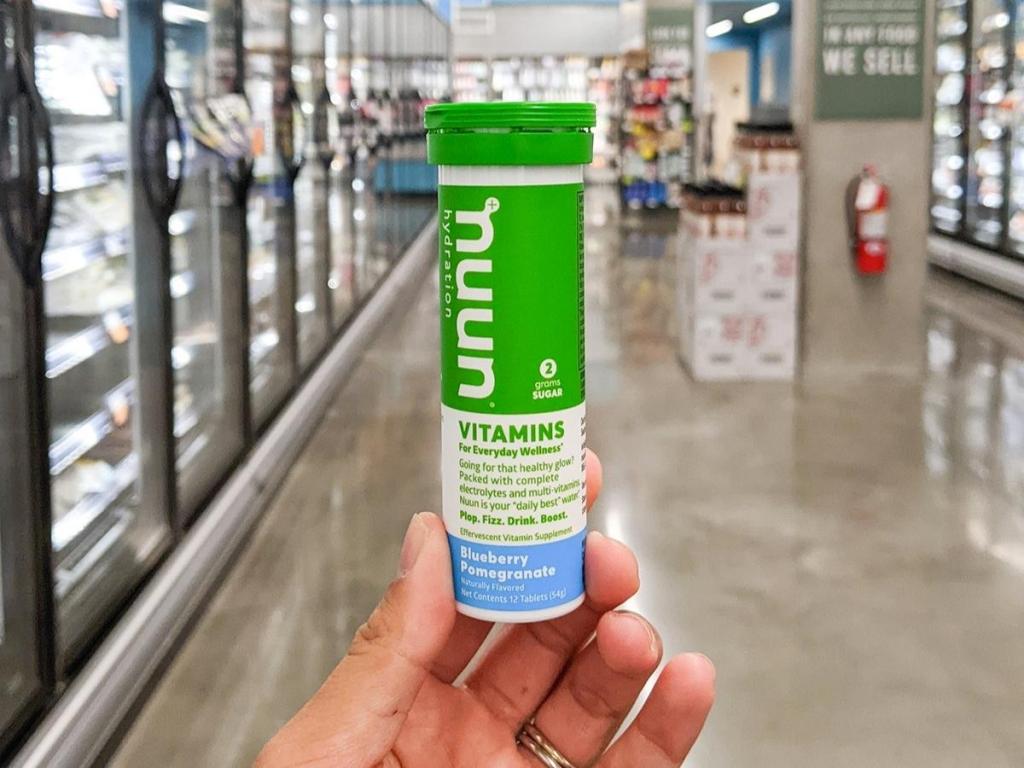 IN ANY FOOD
WE SELL
nuun
hydration
2
grams
SUGAR
VITAMINS
For Everyday Wellness*
Going for that healthy glow?
Packed with complete
electrolytes and multi-vitamins,
Nuun is your "daily best" water.
Plop. Fizz. Drink. Boost.
Effervescent Vitamin Supplement
Blueberry
Pomegranate
Naturally Flavored
Net Contents 12 Tablets (54g)